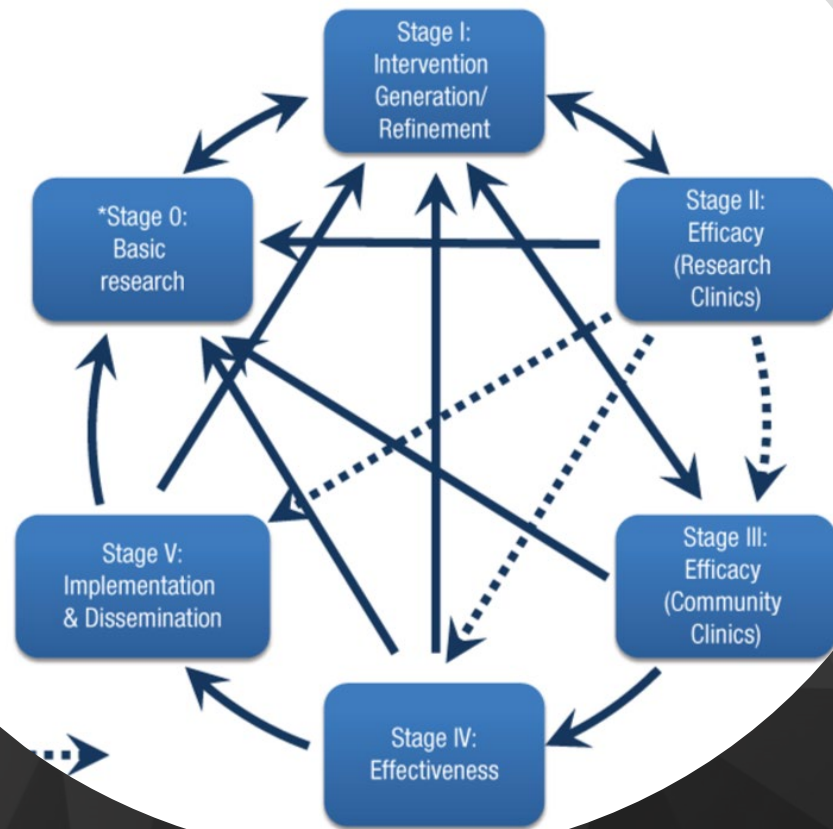 Stage I:
Intervention
Generation/
Refinement
*Stage 0:
Basic
research
Stage II:
Efficacy
(Research
Clinics)
Stage V:
Implementation
& Dissemination
Stage III:
Efficacy
(Community
Clinics)
Stage IV:
Effectiveness